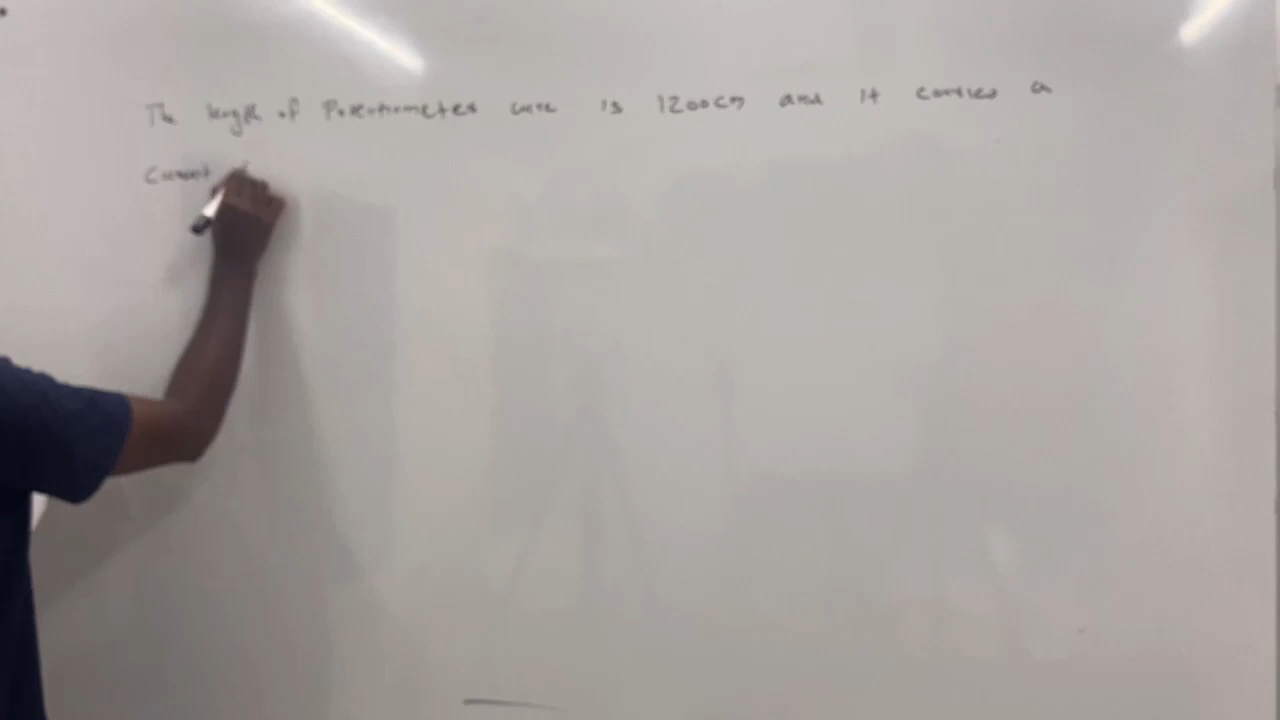 The length of Potentiometer wire is 1200cm and it carries a
Current